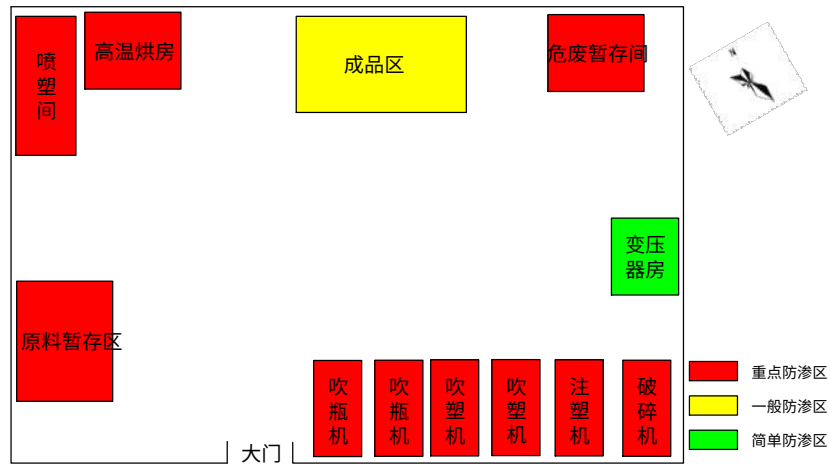 喷塑间
高温烘房
成品区
危废暂存间
N
变压
器房
原料暂存区
吹瓶机
吹瓶机
吹塑机
吹塑机
注塑机
破碎机
大门
重点防渗区
一般防渗区
简单防渗区